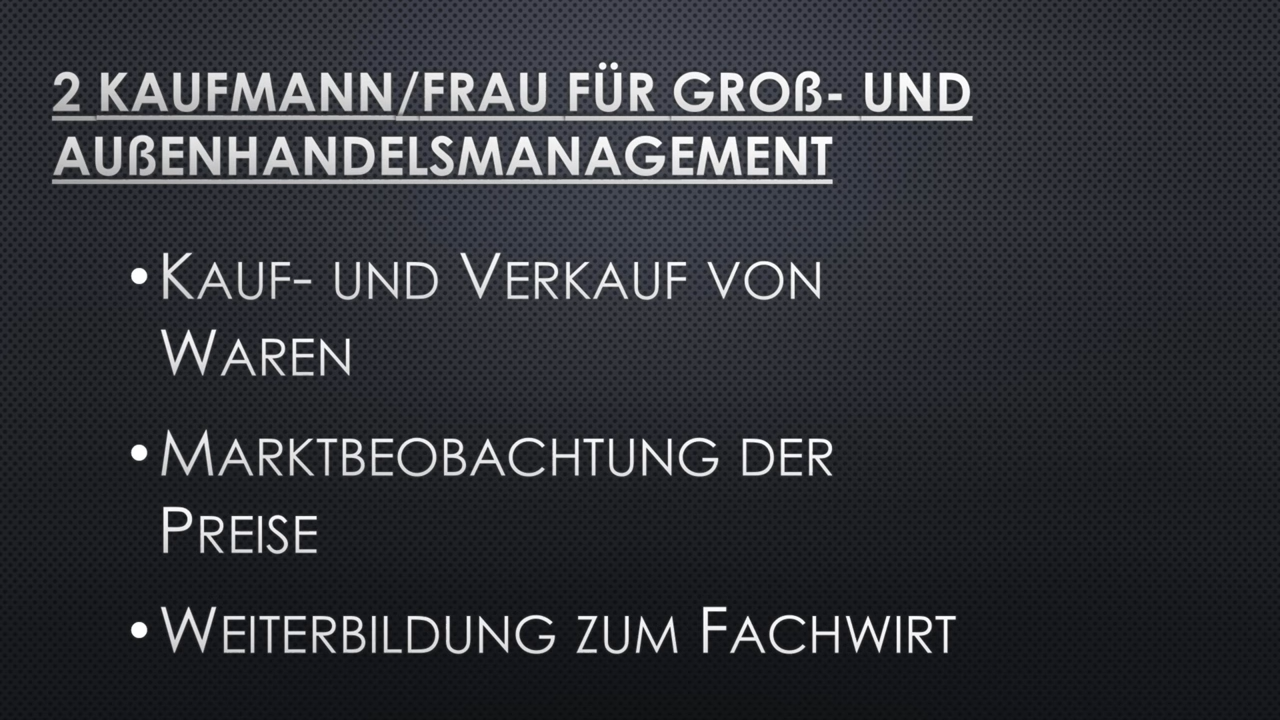 2 KAUFMANN/FRAU FÜR GROß- UND
AUßENHANDELSMANAGEMENT
• KAUF- UND VERKAUF VON
WAREN
• MARKTBEOBACHTUNG DER
PREISE
• WEITERBILDUNG ZUM FACHWIRT